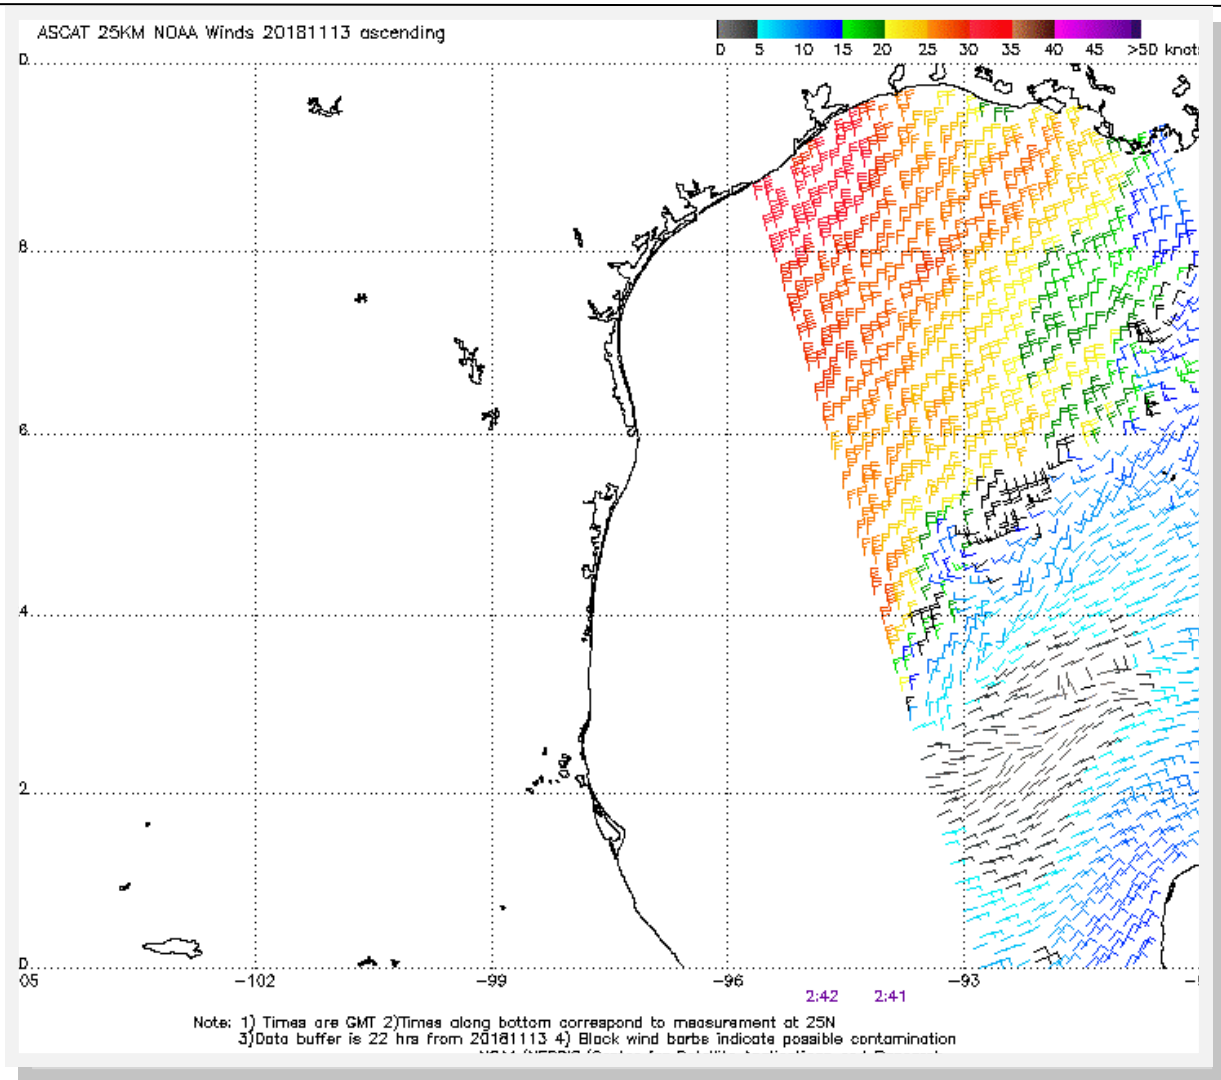 ASCAT 25KM NOAA Winds 20181113 ascending
0 5 10 15 20 25 30 35 40 45 >50 knots
0.
8.
6.
4.
2.
0.
05 -102 -99 -96 -93
2:42 2:41
Note: 1) Times are GMT 2)Times along bottom correspond to measurement at 25N
3)Data buffer is 22 hrs from 20181113 4) Black wind barbs indicate possible contamination